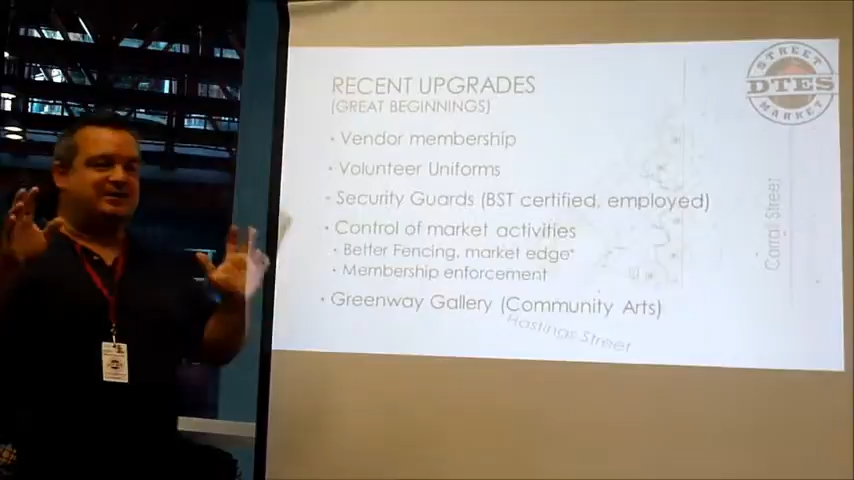 RECENT UPGRADES
(GREAT BEGINNINGS)
• Vendor membership
• Volunteer Uniforms
• Security Guards (BST certified, employed)
• Control of market activities
• Better Fencing, market edge"
• Membership enforcement
• Greenway Gallery (Community Arts)
Hastings Street
Carral Street
STREET
DTES
MARKET